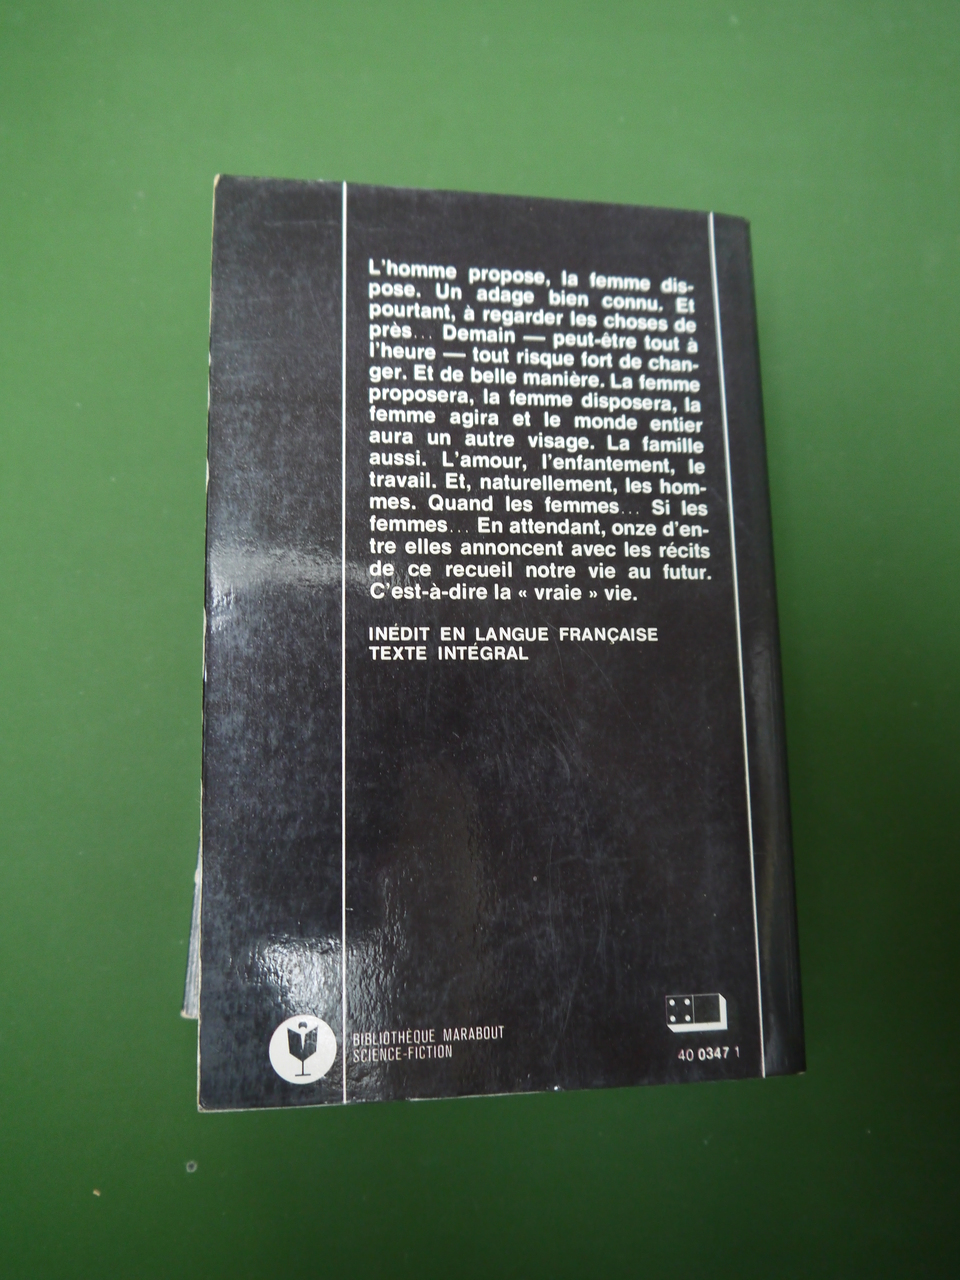 L'homme propose, la femme dis-
pose. Un adage bien connu. Et
pourtant, à regarder les choses de
près... Demain — peut-être tout à
l'heure — tout risque fort de chan-
ger. Et de belle manière. La femme
proposera, la femme disposera, la
femme agira et le monde entier
aura un autre visage. La famille
aussi. L'amour, l'enfantement, le
travail. Et, naturellement, les hom-
mes. Quand les femmes... Si les
femmes... En attendant, onze d'en-
tre elles annoncent avec les récits
de ce recueil notre vie au futur.
C'est-à-dire la « vraie » vie.
INÉDIT EN LANGUE FRANÇAISE
TEXTE INTÉGRAL
BIBLIOTHÈQUE MARABOUT
SCIENCE-FICTION
40 0347 1